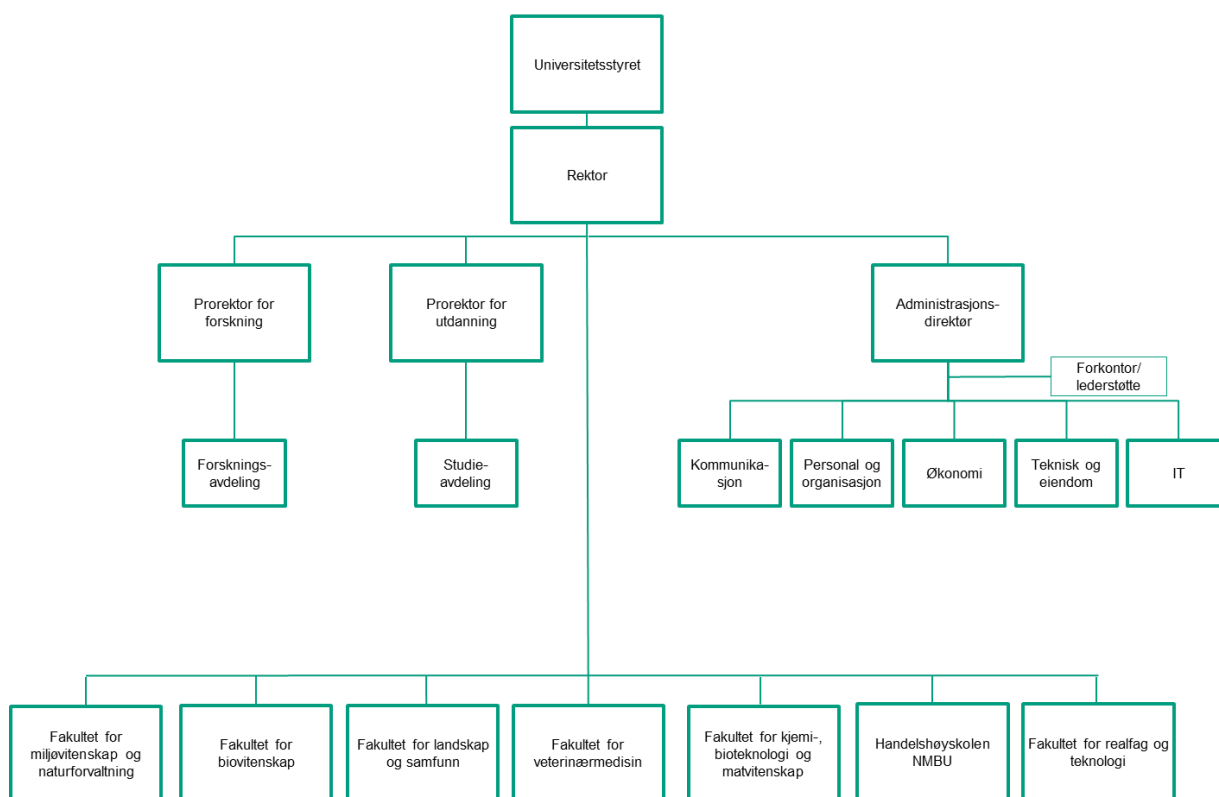 Universitetsstyret
Rektor
Prorektor for
forskning
Prorektor for
utdanning
Administrasjons-
direktør
Forkontor/
lederstøtte
Forsknings-
avdeling
Studie-
avdeling
Kommunika-
sjon
Personal og
organisasjon
Økonomi
Teknisk og
eiendom
IT
Fakultet for
miljøvitenskap og
naturforvaltning
Fakultet for
biovitenskap
Fakultet for landskap
og samfunn
Fakultet for
veterinærmedisin
Fakultet for kjemi-,
bioteknologi og
matvitenskap
Handelshøyskolen
NMBU
Fakultet for realfag og
teknologi